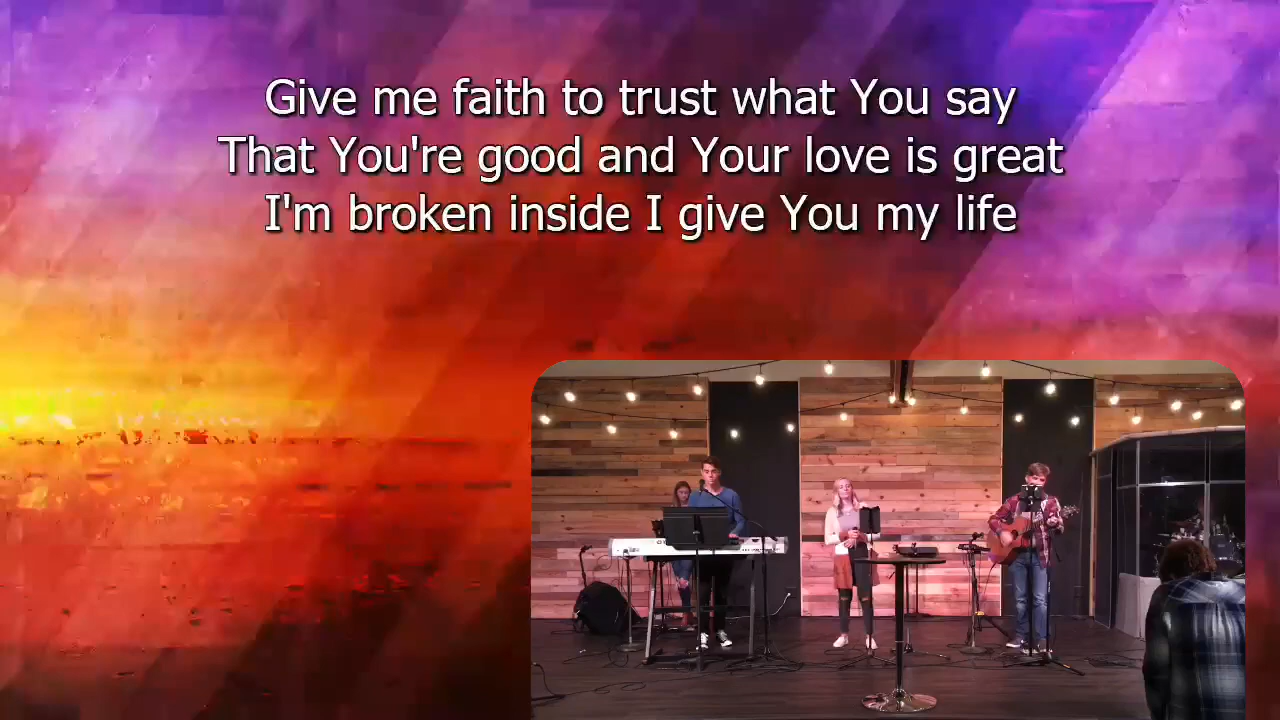 Give me faith to trust what You say
That You're good and Your love is great
I'm broken inside I give You my life